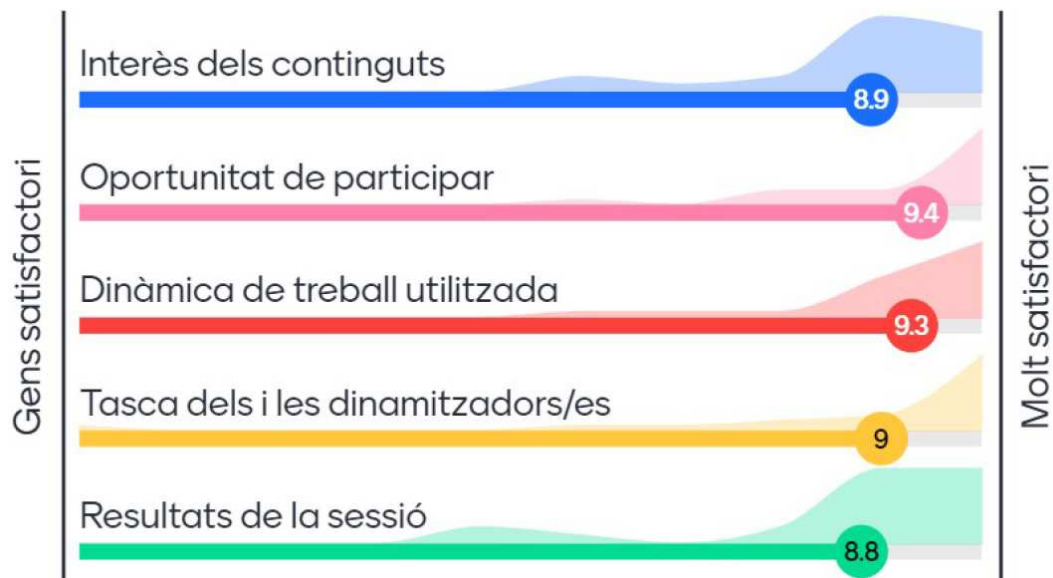 Gens satisfactori
Interès dels continguts
8.9
Oportunitat de participar
9.4
Dinàmica de treball utilitzada
9.3
Tasca dels i les dinamitzadors/es
9
Resultats de la sessió
8.8
Molt satisfactori